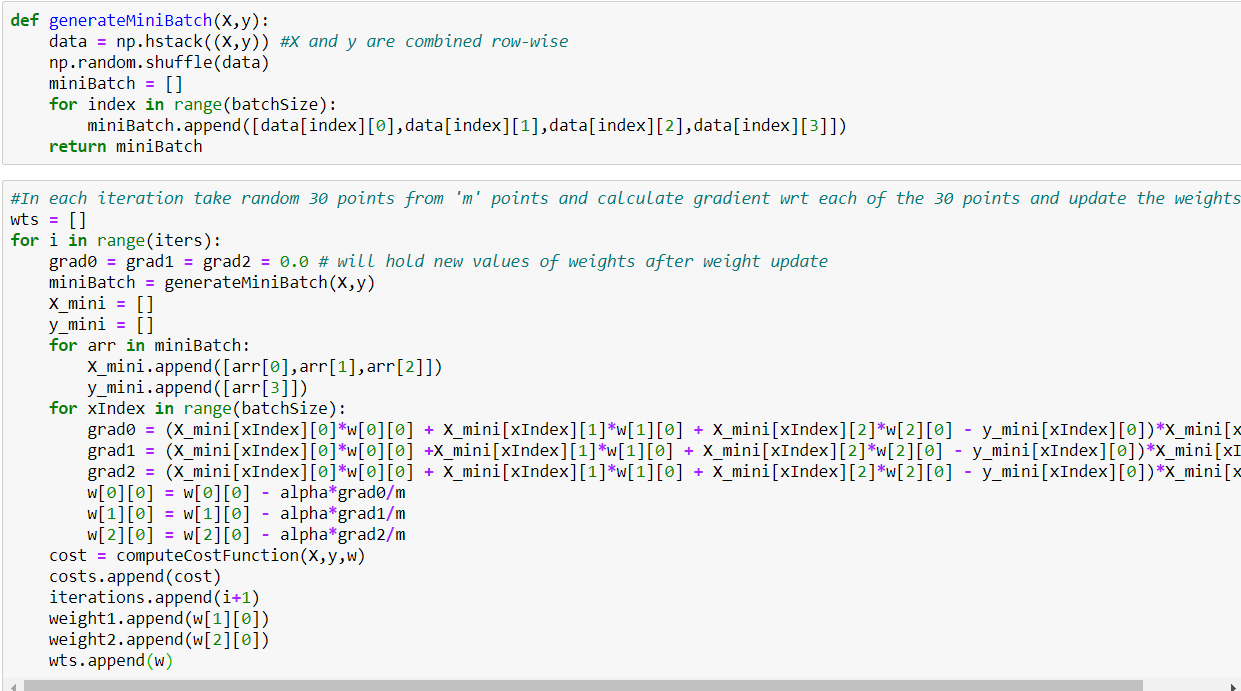 def generateMiniBatch(X,y):
    data = np.hstack((X,y)) #X and y are combined row-wise
    np.random.shuffle(data)
    miniBatch = []
    for index in range(batchSize):
        miniBatch.append([data[index][0],data[index][1],data[index][2],data[index][3]])
    return miniBatch
#In each iteration take random 30 points from 'm' points and calculate gradient wrt each of the 30 points and update the weights
wts = []
for i in range(iters):
    grad0 = grad1 = grad2 = 0.0 # will hold new values of weights after weight update
    miniBatch = generateMiniBatch(X,y)
    X_mini = []
    y_mini = []
    for arr in miniBatch:
        X_mini.append([arr[0],arr[1],arr[2]])
        y_mini.append([arr[3]])
    for xIndex in range(batchSize):
        grad0 = (X_mini[xIndex][0]*w[0][0] + X_mini[xIndex][1]*w[1][0] + X_mini[xIndex][2]*w[2][0] - y_mini[xIndex][0])*X_mini[x
        grad1 = (X_mini[xIndex][0]*w[0][0] +X_mini[xIndex][1]*w[1][0] + X_mini[xIndex][2]*w[2][0] - y_mini[xIndex][0])*X_mini[xI
        grad2 = (X_mini[xIndex][0]*w[0][0] + X_mini[xIndex][1]*w[1][0] + X_mini[xIndex][2]*w[2][0] - y_mini[xIndex][0])*X_mini[x
        w[0][0] = w[0][0] - alpha*grad0/m
        w[1][0] = w[1][0] - alpha*grad1/m
        w[2][0] = w[2][0] - alpha*grad2/m
    cost = computeCostFunction(X,y,w)
    costs.append(cost)
    iterations.append(i+1)
    weight1.append(w[1][0])
    weight2.append(w[2][0])
    wts.append(w)